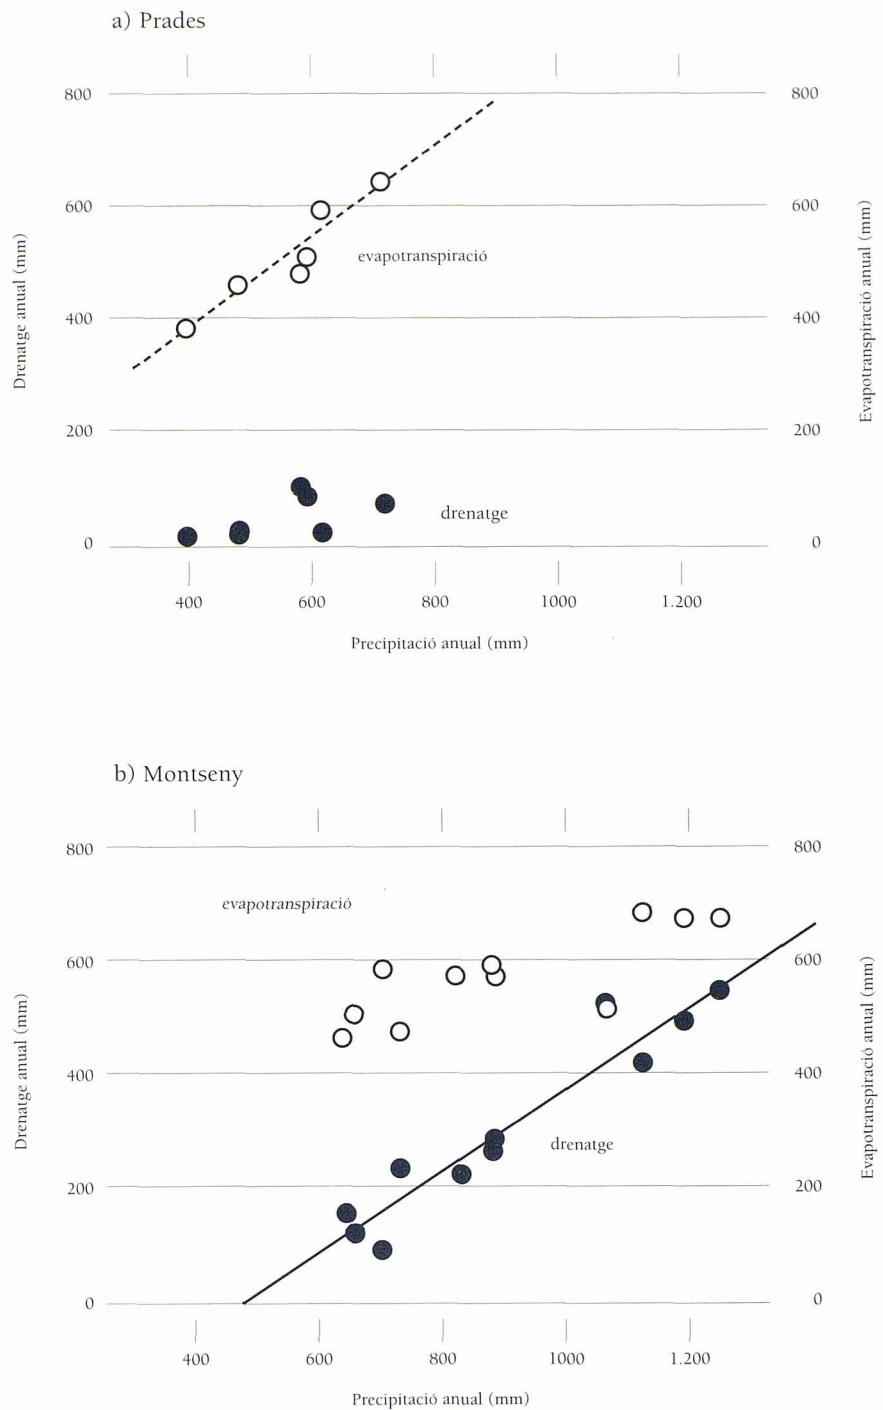 a) Prades
800
800
600
600
evapotranspiració
400
400
200
200
drenatge
0
0
Drenatge anual (mm)
Evapotranspiració anual (mm)
400 600 800 1000 1.200
Precipitació anual (mm)
b) Montseny
800
800
evapotranspiració
600
600
400
400
drenatge
200
200
0
0
Drenatge anual (mm)
Evapotranspiració anual (mm)
400 600 800 1000 1.200
Precipitació anual (mm)